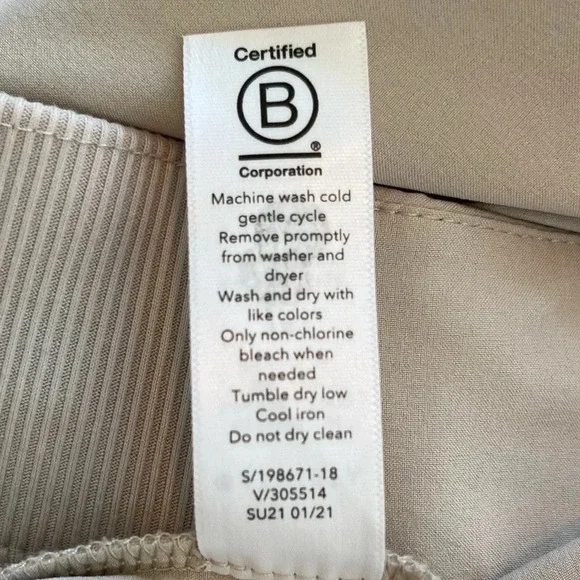 Certified
B
®
Corporation
Machine wash cold
gentle cycle
Remove promptly
from washer and
dryer
Wash and dry with
like colors
Only non-chlorine
bleach when
needed
Tumble dry low
Cool iron
Do not dry clean
S/198671-18
V/305514
SU21 01/21